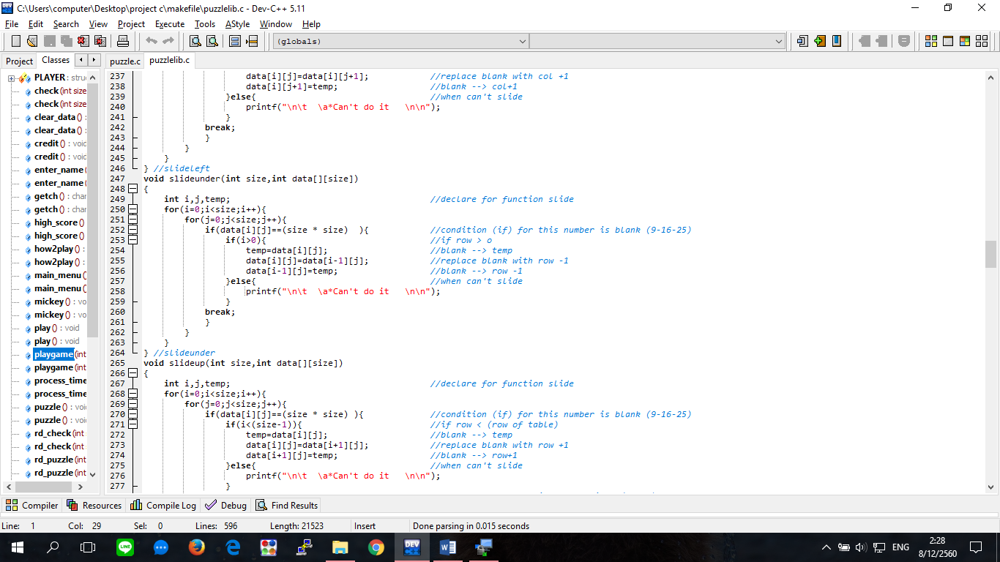 C:\Users\computer\Desktop\project c\makefile\puzzlelib.c - Dev-C++ 5.11
File Edit Search View Project Execute Tools AStyle Window Help
(globals)
Project Classes puzzle.c puzzlelib.c
PLAYER : struc
check (int size
check (int size
clear_data () :
clear_data () :
credit () : void
credit () : void
enter_name (
enter_name (
getch () : char
getch () : char
high_score ()
high_score ()
how2play () :
how2play () :
main_menu (
main_menu (
mickey () : vo
mickey () : vo
play () : void
play () : void
playgame (int
playgame (int
process_time
process_time
puzzle () : voi
puzzle () : voi
rd_check (int
rd_check (int
rd_puzzle (int
rd_puzzle (int
237 data[i][j]=data[i][j+1]; //replace blank with col +1
238 data[i][j+1]=temp; //blank --> col+1
239 }else{ //when can't slide
240 printf("\n\t  \a*Can't do it   \n\n");
241 }
242 break;
243 }
244 }
245 }
246 } //slideleft
247 void slideunder(int size,int data[][size])
248 {
249 int i,j,temp; //declare for function slide
250 for(i=0;i<size;i++){
251 for(j=0;j<size;j++){
252 if(data[i][j]==(size * size)  ){ //condition (if) for this number is blank (9-16-25)
253 if(i>0){ //if row > o
254 temp=data[i][j]; //blank --> temp
255 data[i][j]=data[i-1][j]; //replace blank with row -1
256 data[i-1][j]=temp; //blank --> row -1
257 }else{ //when can't slide
258 printf("\n\t  \a*Can't do it   \n\n");
259 }
260 break;
261 }
262 }
263 }
264 } //slideunder
265 void slideup(int size,int data[][size])
266 {
267 int i,j,temp; //declare for function slide
268 for(i=0;i<size;i++){
269 for(j=0;j<size;j++){
270 if(data[i][j]==(size * size) ){ //condition (if) for this number is blank (9-16-25)
271 if(i<(size-1)){ //if row < (row of table)
272 temp=data[i][j]; //blank --> temp
273 data[i][j]=data[i+1][j]; //replace blank with row +1
274 data[i+1][j]=temp; //blank --> row+1
275 }else{ //when can't slide
276 printf("\n\t  \a*Can't do it   \n\n");
277 }
Compiler Resources Compile Log Debug Find Results
Line: 1 Col: 29 Sel: 0 Lines: 596 Length: 21523 Insert Done parsing in 0.015 seconds
LINE DEV ENG 2:28
8/12/2560